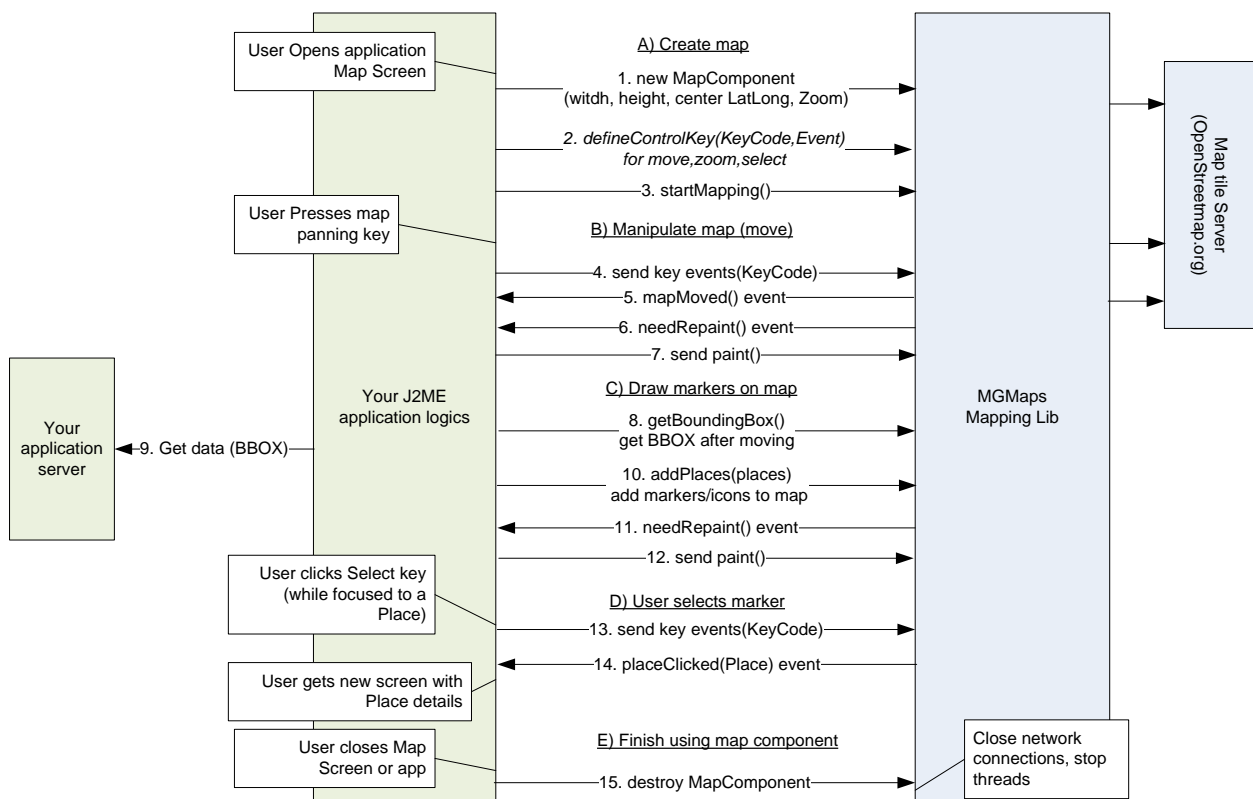 User Opens application
Map Screen
A) Create map
1. new MapComponent
(witdh, height, center LatLong, Zoom)
2. defineControlKey(KeyCode,Event)
for move,zoom,select
3. startMapping()
User Presses map
panning key
B) Manipulate map (move)
4. send key events(KeyCode)
5. mapMoved() event
6. needRepaint() event
7. send paint()
Map tile Server
(OpenStreetmap.org)
Your
application
server
9. Get data (BBOX)
Your J2ME
application logics
C) Draw markers on map
8. getBoundingBox()
get BBOX after moving
10. addPlaces(places)
add markers/icons to map
11. needRepaint() event
12. send paint()
MGMaps
Mapping Lib
User clicks Select key
(while focused to a
Place)
D) User selects marker
13. send key events(KeyCode)
14. placeClicked(Place) event
User gets new screen with
Place details
User closes Map
Screen or app
E) Finish using map component
15. destroy MapComponent
Close network
connections, stop
threads